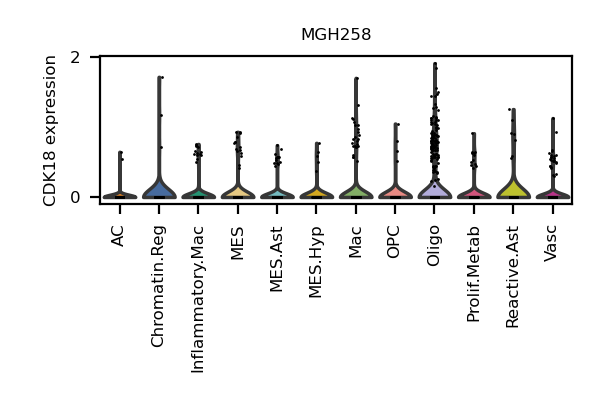 MGH258
CDK18 expression
2
0
AC
Chromatin.Reg
Inflammatory.Mac
MES
MES.Ast
MES.Hyp
Mac
OPC
Oligo
Prolif.Metab
Reactive.Ast
Vasc